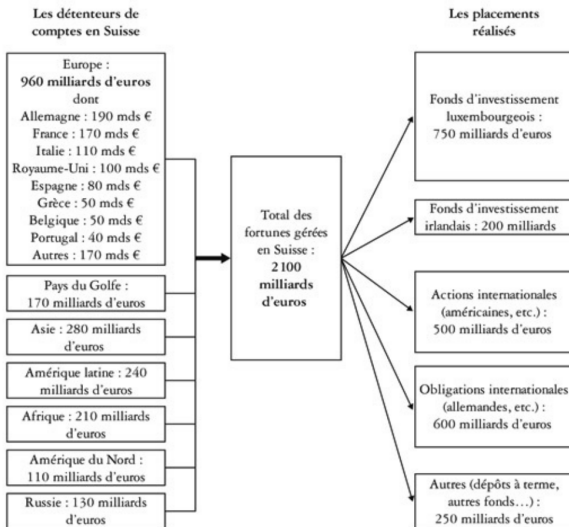 Les détenteurs de
comptes en Suisse
Europe :
960 milliards d'euros
dont
Allemagne : 190 mds €
France : 170 mds €
Italie : 110 mds €
Royaume-Uni : 100 mds €
Espagne : 80 mds €
Grèce : 50 mds €
Belgique : 50 mds €
Portugal : 40 mds €
Autres : 170 mds €
Pays du Golfe :
170 milliards d'euros
Asie : 280 milliards
d'euros
Amérique latine : 240
milliards d'euros
Afrique : 210 milliards
d'euros
Amérique du Nord :
110 milliards d'euros
Russie : 130 milliards
d'euros
Total des
fortunes gérées
en Suisse :
2 100
milliards
d'euros
Les placements
réalisés
Fonds d'investissement
luxembourgeois :
750 milliards d'euros
Fonds d'investissement
irlandais : 200 milliards
Actions internationales
(américaines, etc.) :
500 milliards d'euros
Obligations internationales
(allemandes, etc.) :
600 milliards d'euros
Autres (dépôts à terme,
autres fonds…) :
250 milliards d'euros